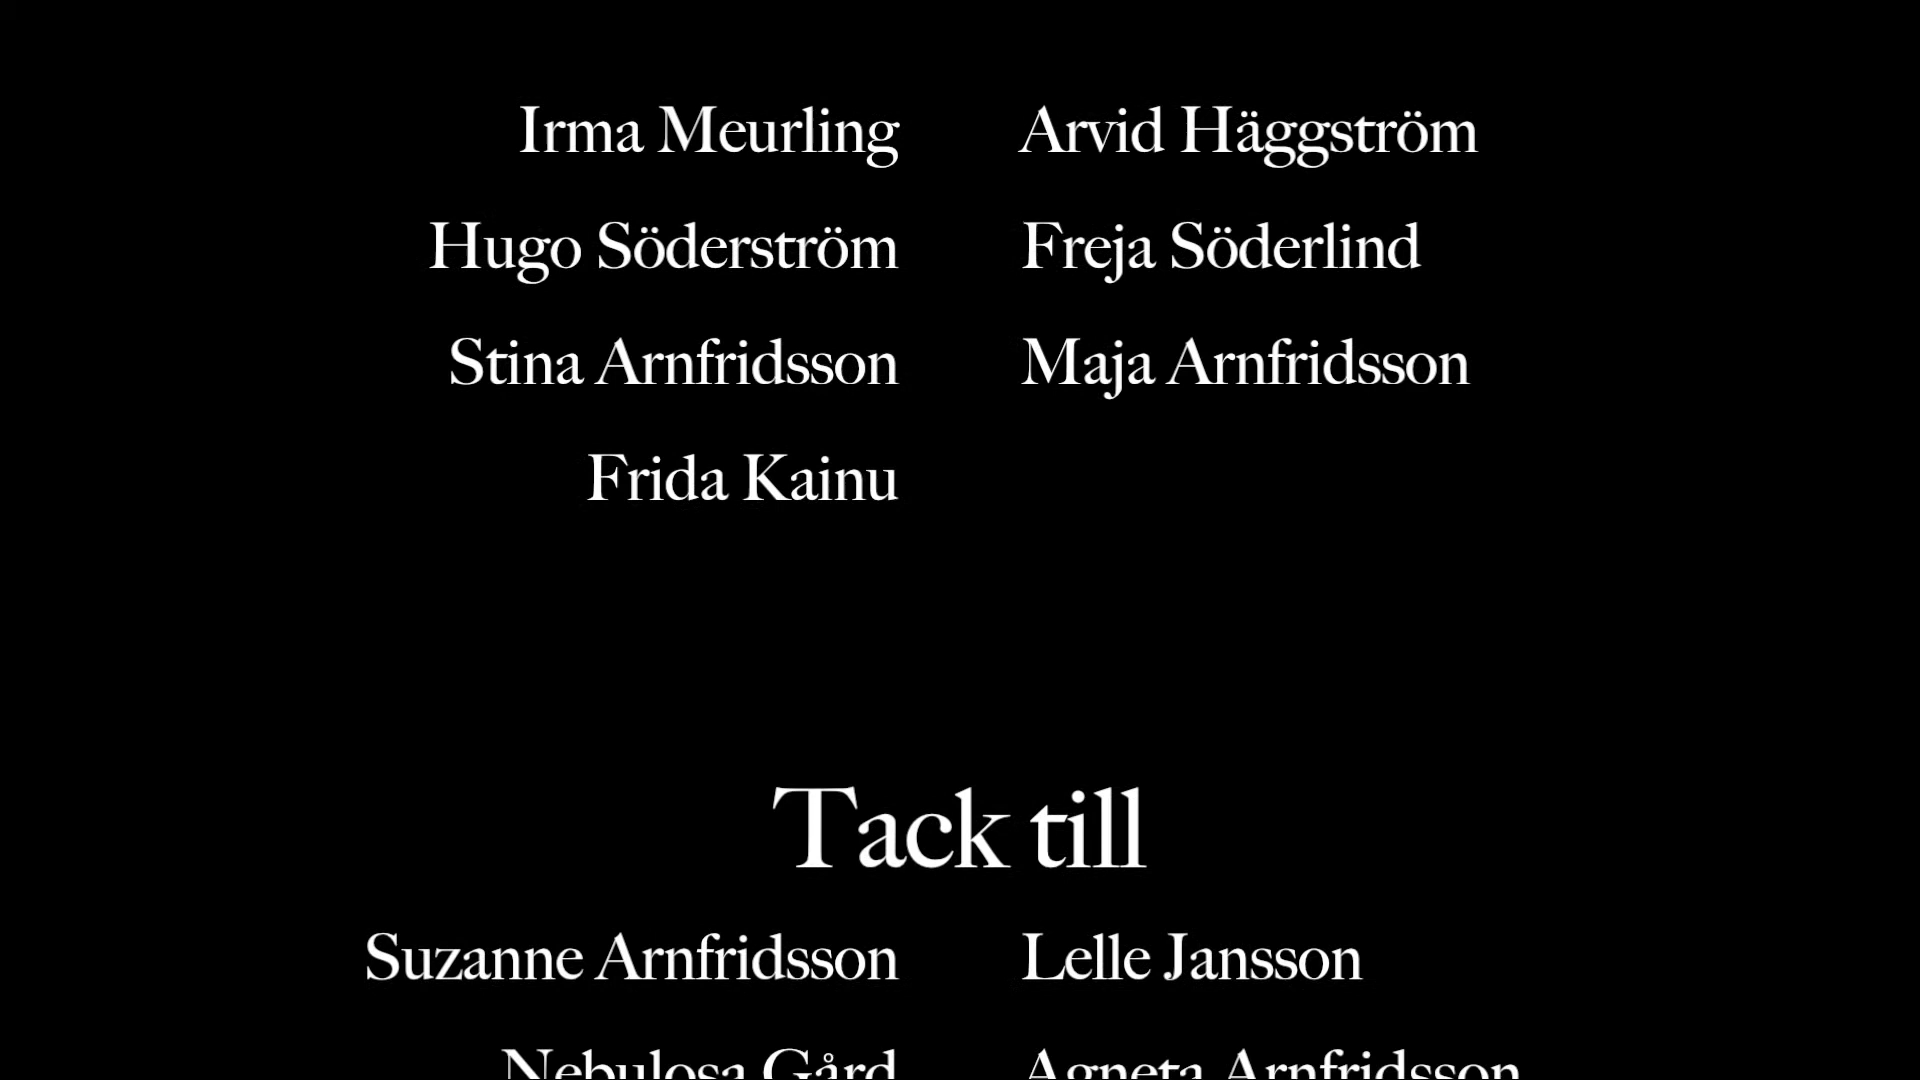 Irma Meurling Arvid Häggström
Hugo Söderström Freja Söderlind
Stina Arnfridsson Maja Arnfridsson
Frida Kainu
Tack till
Suzanne Arnfridsson Lelle Jansson
Nebulosa Gård Agneta Arnfridsson